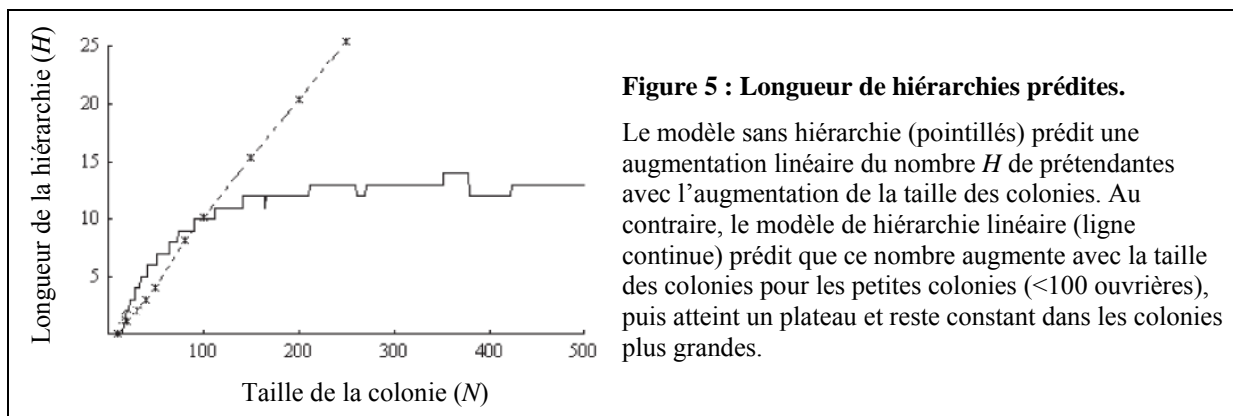 Longueur de la hiérarchie (H)
25
20
15
10
5
100
200
300
400
500
Taille de la colonie (N)
Figure 5 : Longueur de hiérarchies prédites.
Le modèle sans hiérarchie (pointillés) prédit une
augmentation linéaire du nombre H de prétendantes
avec l’augmentation de la taille des colonies. Au
contraire, le modèle de hiérarchie linéaire (ligne
continue) prédit que ce nombre augmente avec la taille
des colonies pour les petites colonies (<100 ouvrières),
puis atteint un plateau et reste constant dans les colonies
plus grandes.